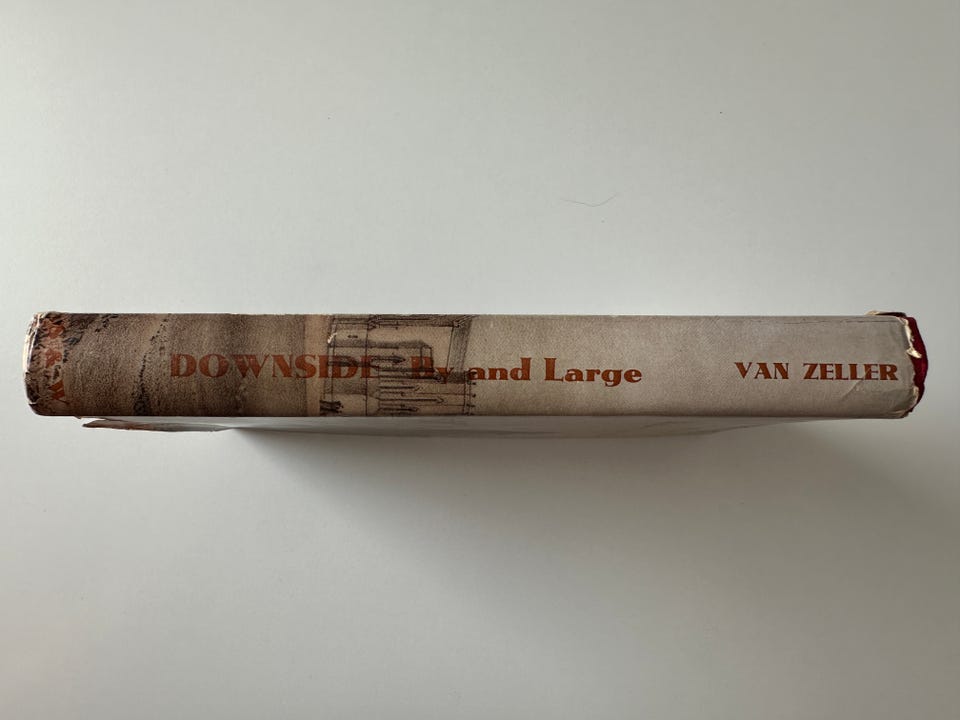 DOWNSIDE By and Large
VAN ZELLER
S & W